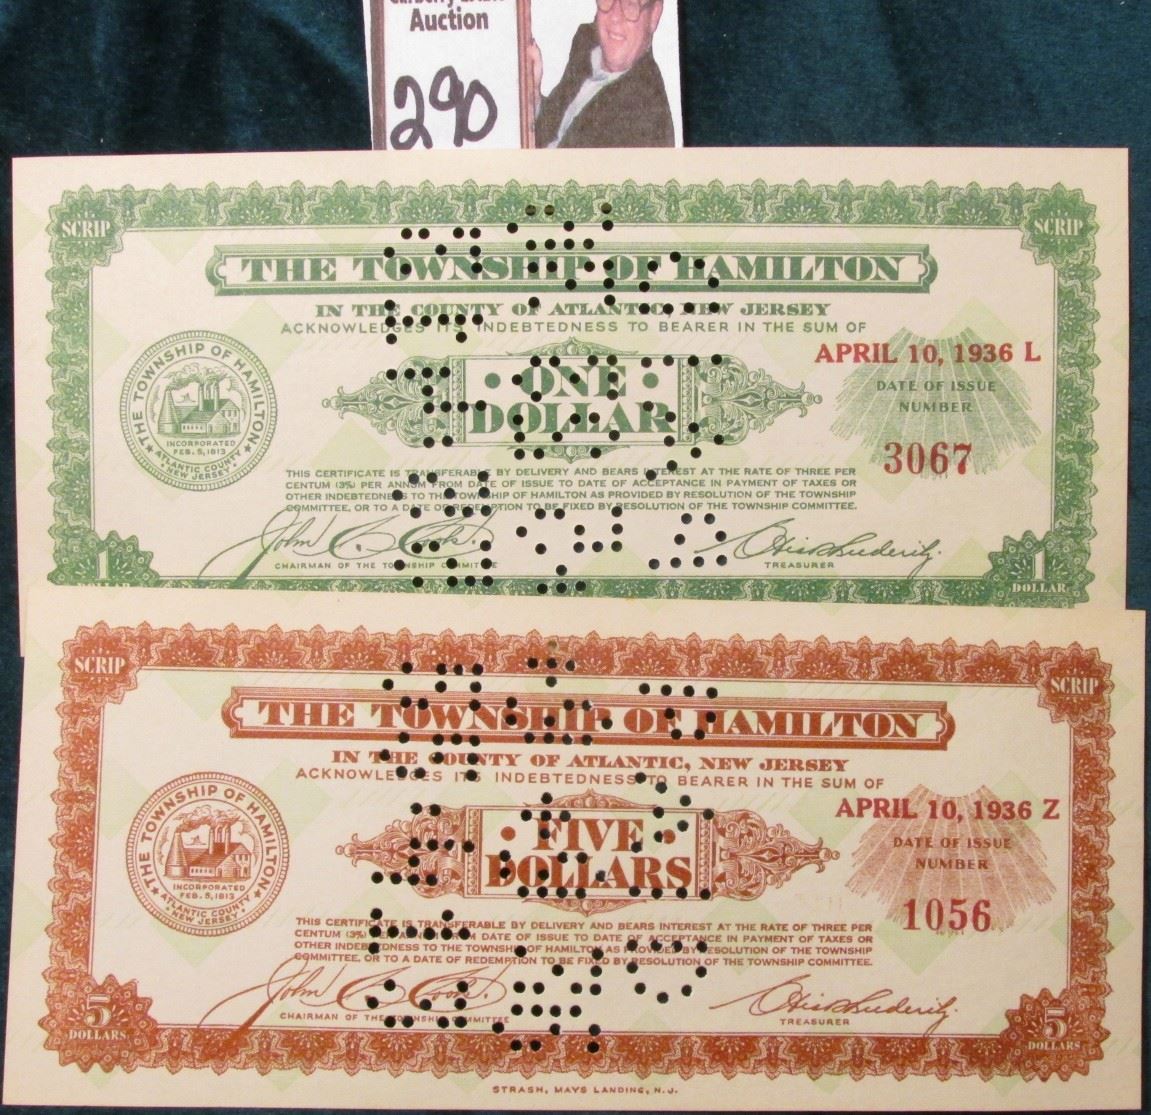 Auction
290
SCRIP
SCRIP
THE TOWNSHIP OF HAMILTON
IN THE COUNTY OF ATLANTIC, NEW JERSEY
ACKNOWLEDGES ITS INDEBTEDNESS TO BEARER IN THE SUM OF
APRIL 10, 1936 L
DATE OF ISSUE
NUMBER
3067
THE TOWNSHIP OF HAMILTON
INCORPORATED
FEB. 5, 1813
ATLANTIC COUNTY
NEW JERSEY
• ONE •
DOLLAR
THIS CERTIFICATE IS TRANSFERABLE BY DELIVERY AND BEARS INTEREST AT THE RATE OF THREE PER
CENTUM (3%) PER ANNUM FROM DATE OF ISSUE TO DATE OF ACCEPTANCE IN PAYMENT OF TAXES OR
OTHER INDEBTEDNESS TO THE TOWNSHIP OF HAMILTON AS PROVIDED BY RESOLUTION OF THE TOWNSHIP
COMMITTEE, OR TO A DATE OF REDEMPTION TO BE FIXED BY RESOLUTION OF THE TOWNSHIP COMMITTEE.
John C. Cook
CHAIRMAN OF THE TOWNSHIP COMMITTEE
TREASURER
1
DOLLAR
1
DOLLAR
SCRIP
SCRIP
THE TOWNSHIP OF HAMILTON
IN THE COUNTY OF ATLANTIC, NEW JERSEY
ACKNOWLEDGES ITS INDEBTEDNESS TO BEARER IN THE SUM OF
APRIL 10, 1936 Z
DATE OF ISSUE
NUMBER
1056
THE TOWNSHIP OF HAMILTON
INCORPORATED
FEB. 5, 1813
ATLANTIC COUNTY
NEW JERSEY
• FIVE •
DOLLARS
THIS CERTIFICATE IS TRANSFERABLE BY DELIVERY AND BEARS INTEREST AT THE RATE OF THREE PER
CENTUM (3%) PER ANNUM FROM DATE OF ISSUE TO DATE OF ACCEPTANCE IN PAYMENT OF TAXES OR
OTHER INDEBTEDNESS TO THE TOWNSHIP OF HAMILTON AS PROVIDED BY RESOLUTION OF THE TOWNSHIP
COMMITTEE, OR TO A DATE OF REDEMPTION TO BE FIXED BY RESOLUTION OF THE TOWNSHIP COMMITTEE.
John C. Cook
CHAIRMAN OF THE TOWNSHIP COMMITTEE
TREASURER
5
DOLLARS
5
DOLLARS
STRASH, MAYS LANDING, N.J.